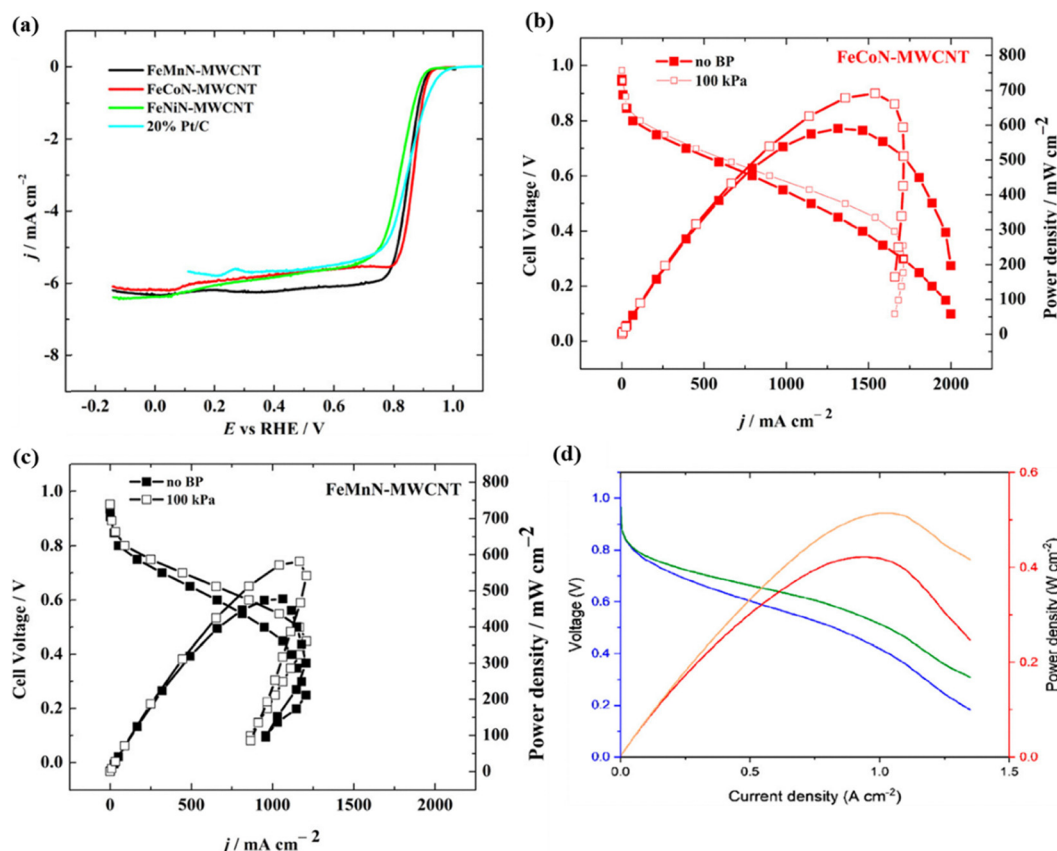 (a)
0
-2
-4
-6
-8
j / mA cm⁻²
FeMnN-MWCNT
FeCoN-MWCNT
FeNiN-MWCNT
20% Pt/C
-0.2 0.0 0.2 0.4 0.6 0.8 1.0
E vs RHE / V
(b)
no BP
100 kPa
FeCoN-MWCNT
1.0
0.8
0.6
0.4
0.2
0.0
Cell Voltage / V
800
700
600
500
400
300
200
100
0
Power density / mW cm⁻²
0 500 1000 1500 2000
j / mA cm⁻²
(c)
no BP
100 kPa
FeMnN-MWCNT
1.0
0.8
0.6
0.4
0.2
0.0
Cell Voltage / V
800
700
600
500
400
300
200
100
0
Power density / mW cm⁻²
0 500 1000 1500 2000
j / mA cm⁻²
(d)
1.0
0.8
0.6
0.4
0.2
0.0
Voltage (V)
0.6
0.4
0.2
0.0
Power density (W cm⁻²)
0.0 0.5 1.0 1.5
Current density (A cm⁻²)